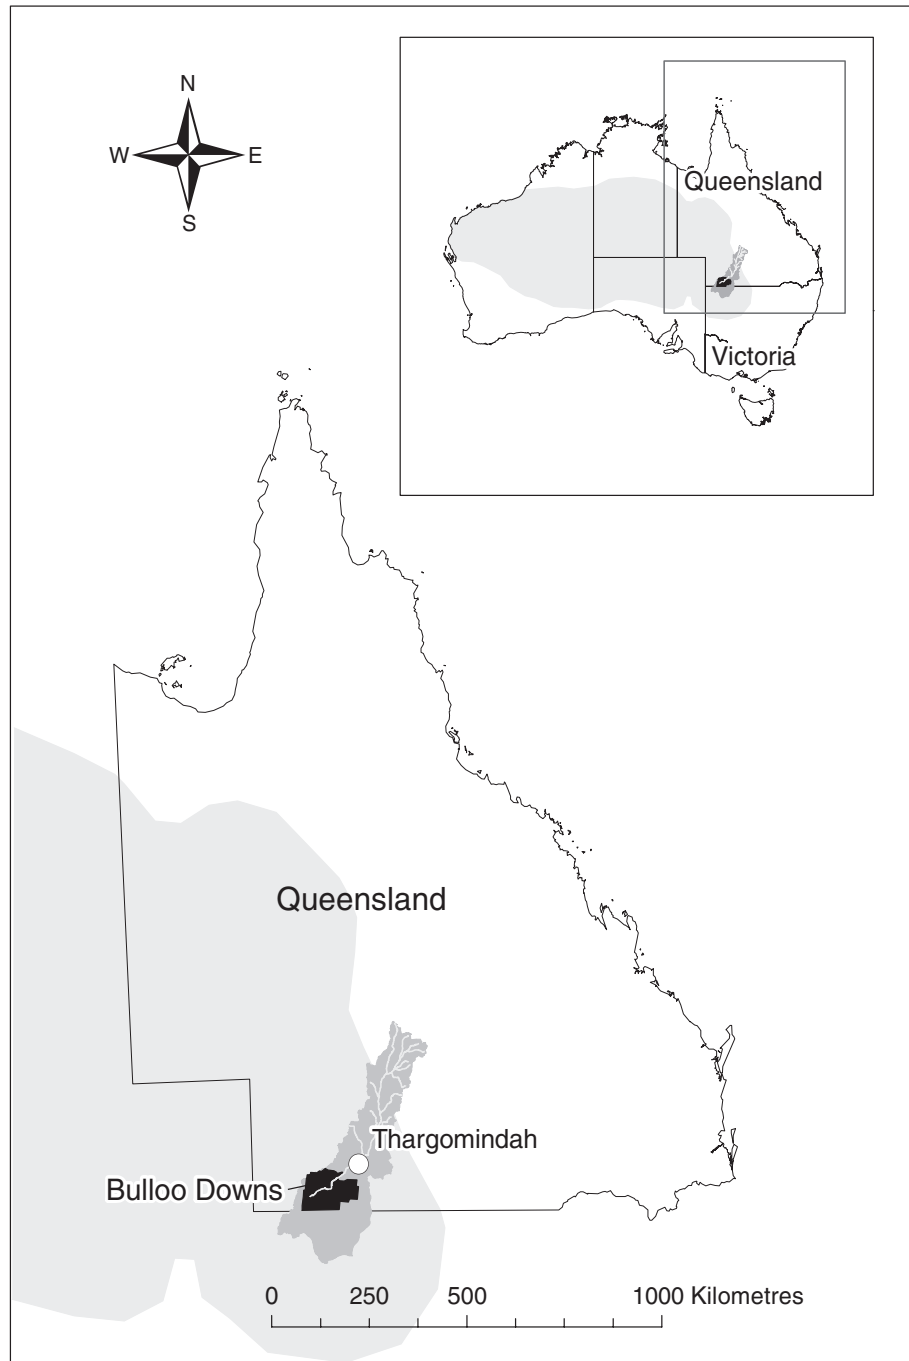 N
W E
S
Queensland
Victoria
Queensland
Thargomindah
Bulloo Downs
0 250 500 1000 Kilometres